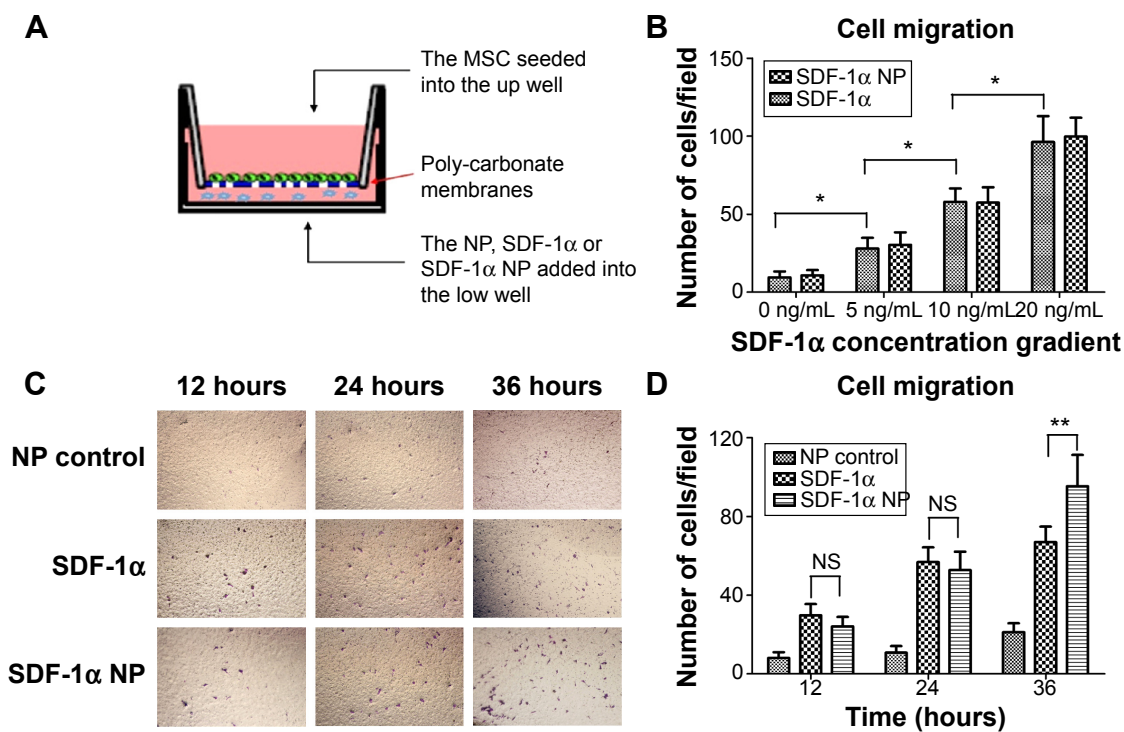 A
The MSC seeded
into the up well
Poly-carbonate
membranes
The NP, SDF-1α or
SDF-1α NP added into
the low well
B
Cell migration
Number of cells/field
150
100
50
0
SDF-1α NP
SDF-1α
*
*
*
0 ng/mL 5 ng/mL 10 ng/mL 20 ng/mL
SDF-1α concentration gradient
C
12 hours 24 hours 36 hours
NP control
SDF-1α
SDF-1α NP
D
Cell migration
Number of cells/field
120
80
40
0
NP control
SDF-1α
SDF-1α NP
NS
NS
**
12 24 36
Time (hours)